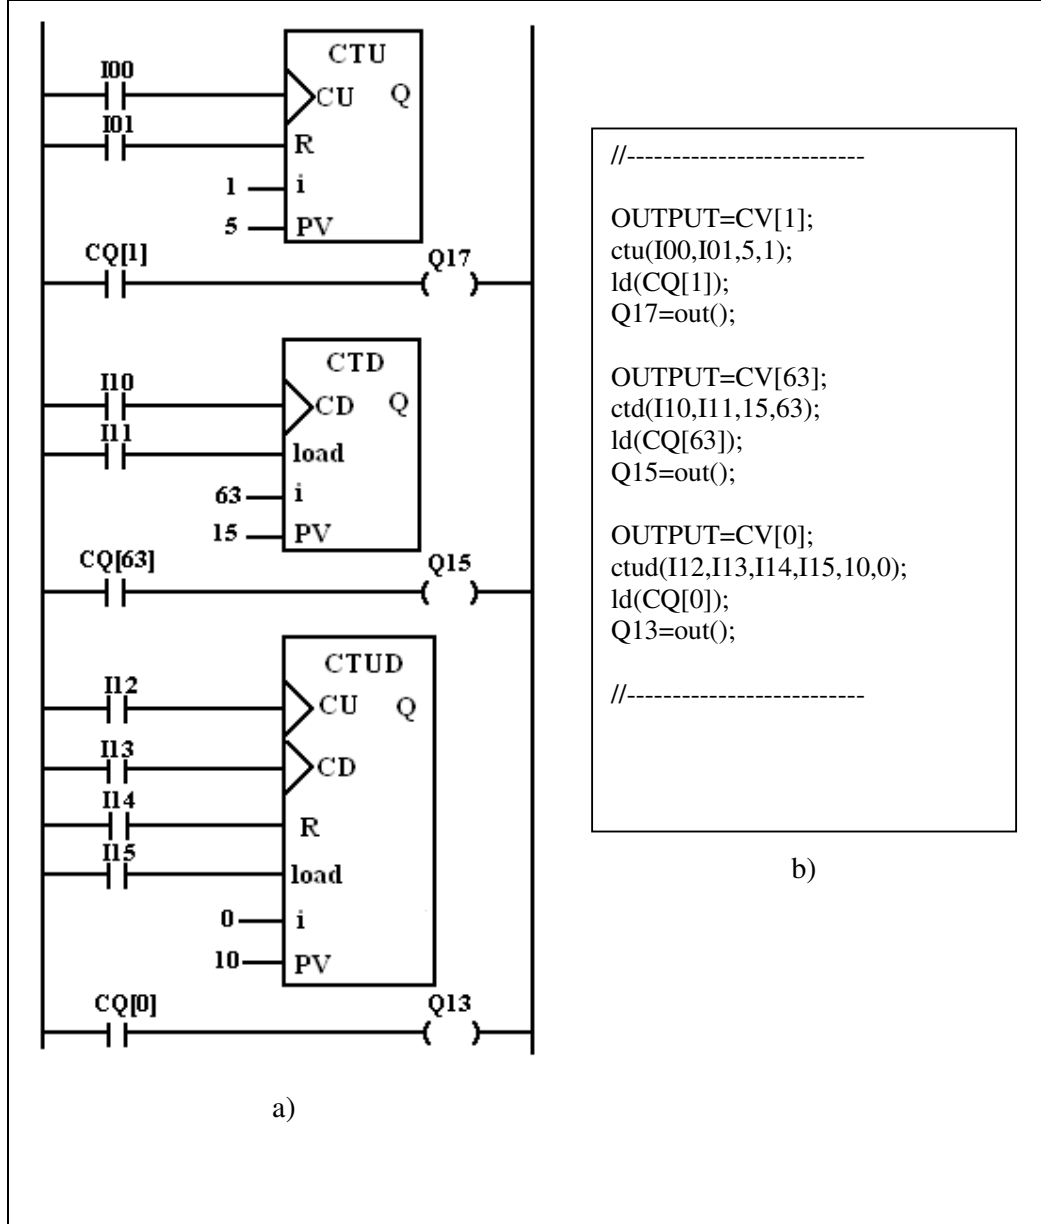 CTU
I00
CU Q
I01
R
1 i
5 PV
CQ[1] Q17
CTD
I10
CD Q
I11
load
63 i
15 PV
CQ[63] Q15
CTUD
I12
CU Q
I13
CD
I14
R
I15
load
0 i
10 PV
CQ[0] Q13
a)
//--------------------------
OUTPUT=CV[1];
ctu(I00,I01,5,1);
ld(CQ[1]);
Q17=out();
OUTPUT=CV[63];
ctd(I10,I11,15,63);
ld(CQ[63]);
Q15=out();
OUTPUT=CV[0];
ctud(I12,I13,I14,I15,10,0);
ld(CQ[0]);
Q13=out();
//--------------------------
b)